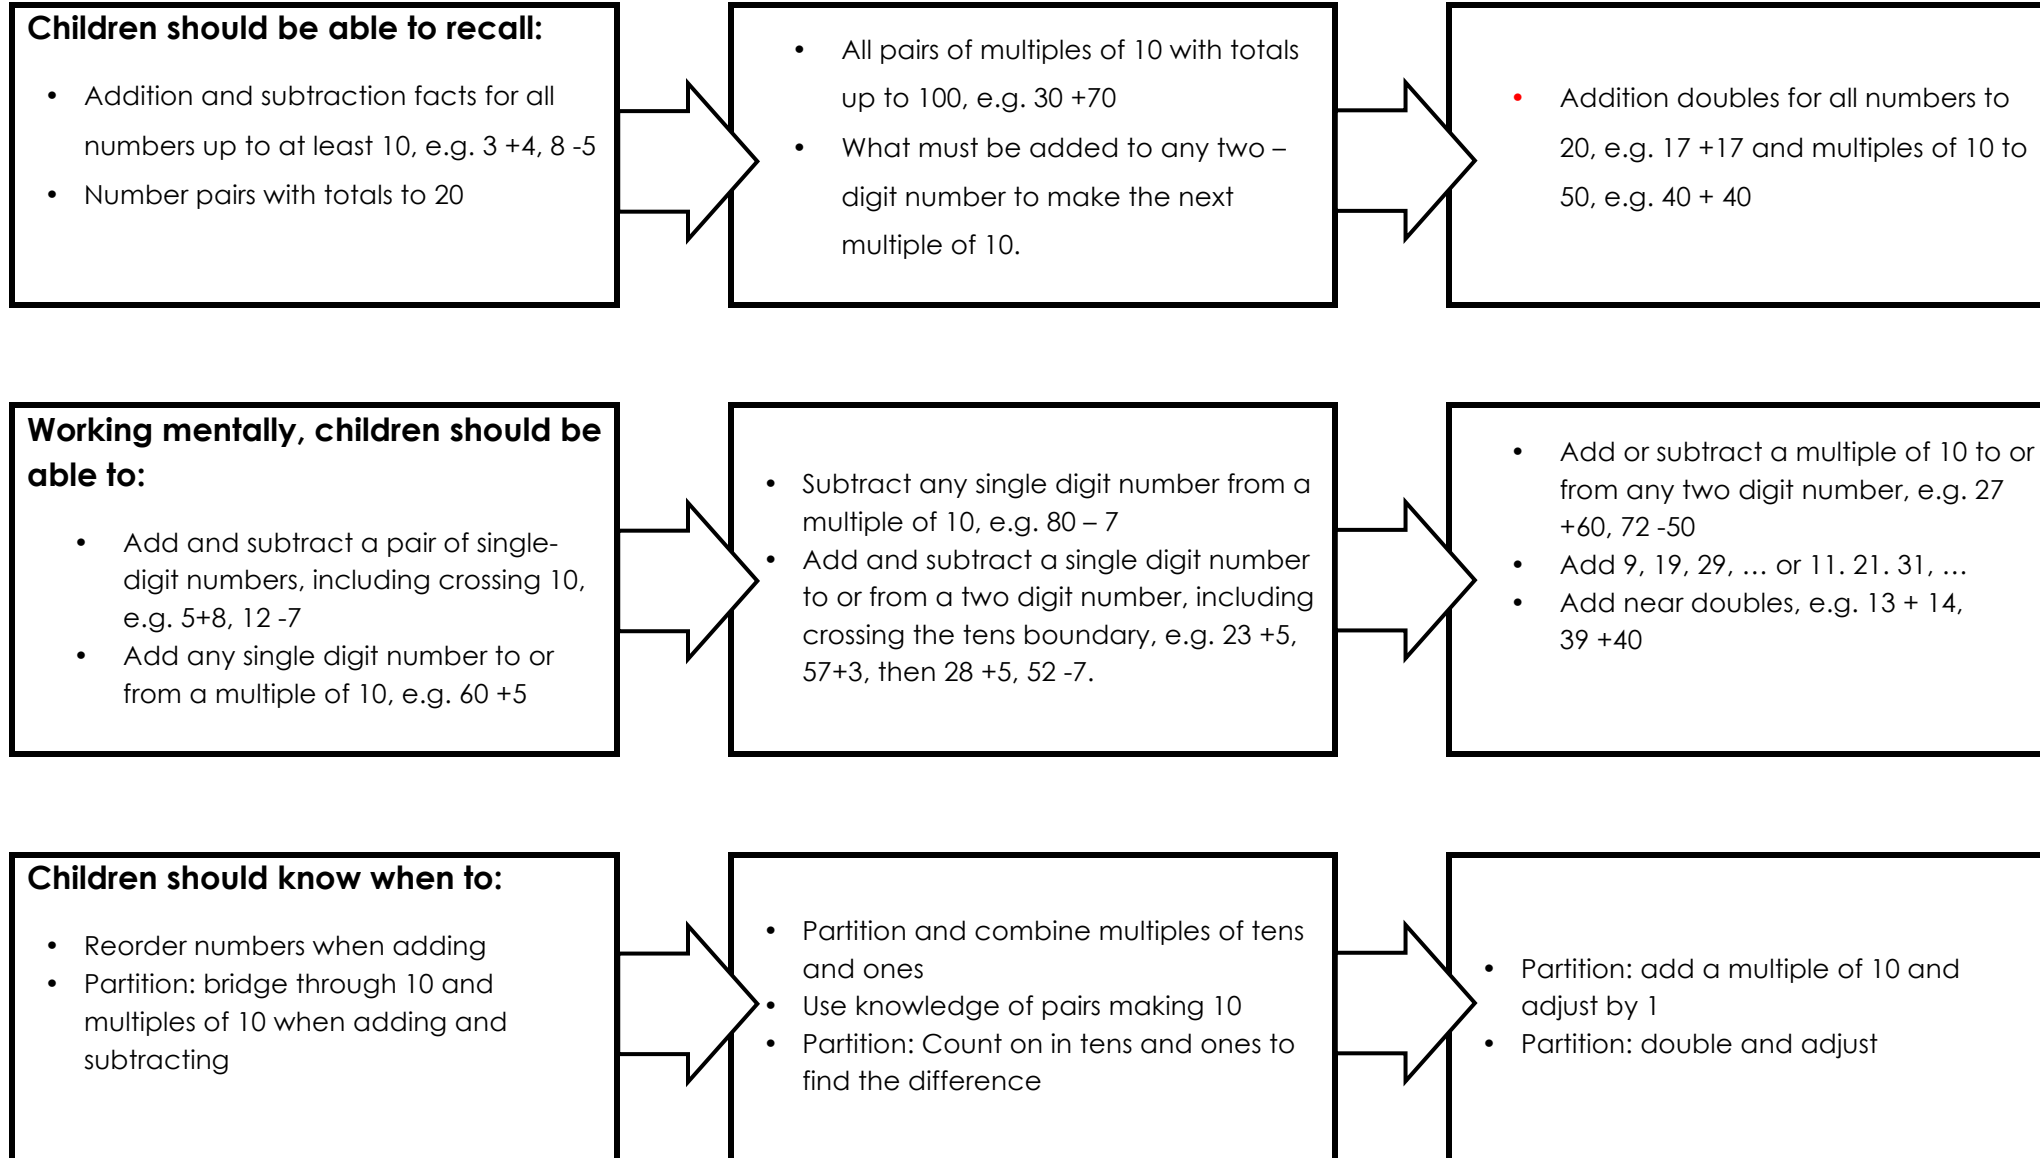 Children should be able to recall:
• Addition and subtraction facts for all
numbers up to at least 10, e.g. 3 +4, 8 -5
• Number pairs with totals to 20
• All pairs of multiples of 10 with totals
up to 100, e.g. 30 +70
• What must be added to any two –
digit number to make the next
multiple of 10.
• Addition doubles for all numbers to
20, e.g. 17 +17 and multiples of 10 to
50, e.g. 40 + 40
Working mentally, children should be
able to:
• Add and subtract a pair of single-
digit numbers, including crossing 10,
e.g. 5+8, 12 -7
• Add any single digit number to or
from a multiple of 10, e.g. 60 +5
• Subtract any single digit number from a
multiple of 10, e.g. 80 – 7
• Add and subtract a single digit number
to or from a two digit number, including
crossing the tens boundary, e.g. 23 +5,
57+3, then 28 +5, 52 -7.
• Add or subtract a multiple of 10 to or
from any two digit number, e.g. 27
+60, 72 -50
• Add 9, 19, 29, … or 11. 21. 31, …
• Add near doubles, e.g. 13 + 14,
39 +40
Children should know when to:
• Reorder numbers when adding
• Partition: bridge through 10 and
multiples of 10 when adding and
subtracting
• Partition and combine multiples of tens
and ones
• Use knowledge of pairs making 10
• Partition: Count on in tens and ones to
find the difference
• Partition: add a multiple of 10 and
adjust by 1
• Partition: double and adjust